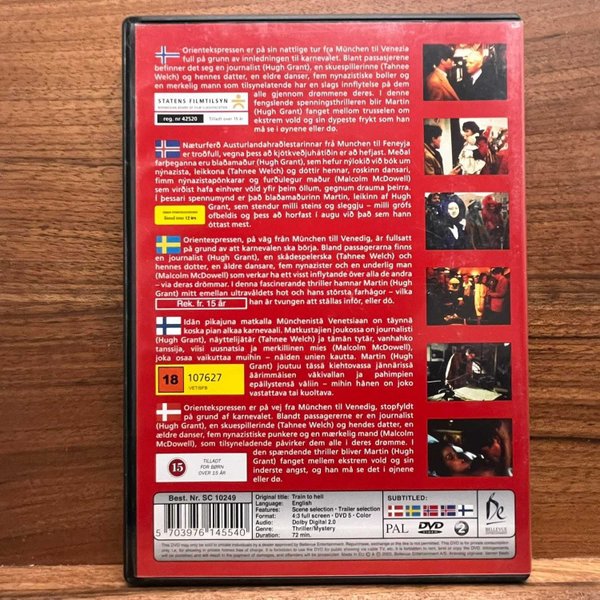 Orientekspressen er på sin nattlige tur fra München til Venezia
full på grunn av innledningen til karnevalet. Blant passasjerene
befinner det seg en journalist (Hugh Grant), en skuespillerinne (Tahnee
Welch) og hennes datter, en eldre danser, fem nynazistiske bøller og
en merkelig mann som tilsynelatende har en slags innflytelse på dem
STATENS FILMTILSYN
NORWEGIAN BOARD OF FILM CLASSIFICATION
reg. nr 42520 Tillatt over 15 år
alle gjennom drømmene deres. I denne
fengslende spenningsthrilleren blir Martin
(Hugh Grant) fanget mellom trusselen om
ekstrem vold og sin dypeste frykt som han
må se i øynene eller dø.
Næturferð Austurlandahraðlestarinnar frá Munchen til Feneyja
er troðfull, vegna þess að kjötkveðjuhátíðin er að hefjast. Meðal
farþeganna eru blaðamaður (Hugh Grant), sem hefur nýlokið við bók um
nýnazista, leikkona (Tahnee Welch) og dóttir hennar, roskinn dansari,
fimm nýnazistapönkarar og furðulegur maður (Malcolm McDowell)
sem virðist hafa einhver völd yfir þeim öllum, gegnum drauma þeirra.
Í þessari spennumynd er það blaðamaðurinn Martin, leikinn af Hugh
Grant, sem stendur milli steins og sleggju – milli grófs
ofbeldis og þess að horfast í augu við það sem hann
óttast mest.
Orientexpressen, på väg från München till Venedig, är fullsatt
på grund av att karnevalen ska börja. Bland passagerarna finns
en journalist (Hugh Grant), en skådespelerska (Tahnee Welch) och
hennes dotter, en äldre dansare, fem nynazister och en underlig man
(Malcolm McDowell) som verkar ha ett visst inflytande över alla de andra
– via deras drömmar. I denna fascinerande thriller hamnar Martin (Hugh
Grant) mitt emellan ultravåldets hot och hans största farhågor – vilka
Rek. fr. 15 år
han är tvungen att ställas inför, eller dö.
Idän pikajuna matkalla Münchenistä Venetsiaan on täynnä
koska pian alkaa karnevaali. Matkustajien joukossa on journalisti
(Hugh Grant), näyttelijätär (Tahnee Welch) ja tämän tytär, vanhahko
tanssija, viisi uusnatsia ja merkillinen mies (Malcolm McDowell),
joka osaa vaikuttaa muihin – näiden unien kautta. Martin (Hugh
Grant) joutuu tässä kiehtovassa jännärissä
äärimmäisen väkivallan ja pahimpien
epäilystensä väliin – mihin hänen on joko
vastattava tai kuoltava.
18 107627
VET/BFB
Orientekspressen er på vej fra München til Venedig, stopfyldt
på grund af karnevalet. Blandt passagererne er en journalist
(Hugh Grant), en skuespillerinde (Tahnee Welch) og hendes datter, en
ældre danser, fem nynazistiske punkere og en mærkelig mand (Malcolm
McDowell), som tilsyneladende påvirker dem alle i deres drømme. I
den spændende thriller bliver Martin (Hugh
Grant) fanget mellem ekstrem vold og sin
inderste angst, og han må se det i øjnene
eller dø.
15
TILLADT
FOR BØRN
OVER 15 ÅR
Best. Nr. SC 10249
5 703976 145540
Original title: Train to hell
Language: English
Features: Scene selection - Trailer selection
Format: 4:3 full screen - DVD 5 - Color
Audio: Dolby Digital 2.0
Genre: Thriller/Mystery
Duration: 72 min.
SUBTITLED:
PAL DVD VIDEO 2
BELLEVUE